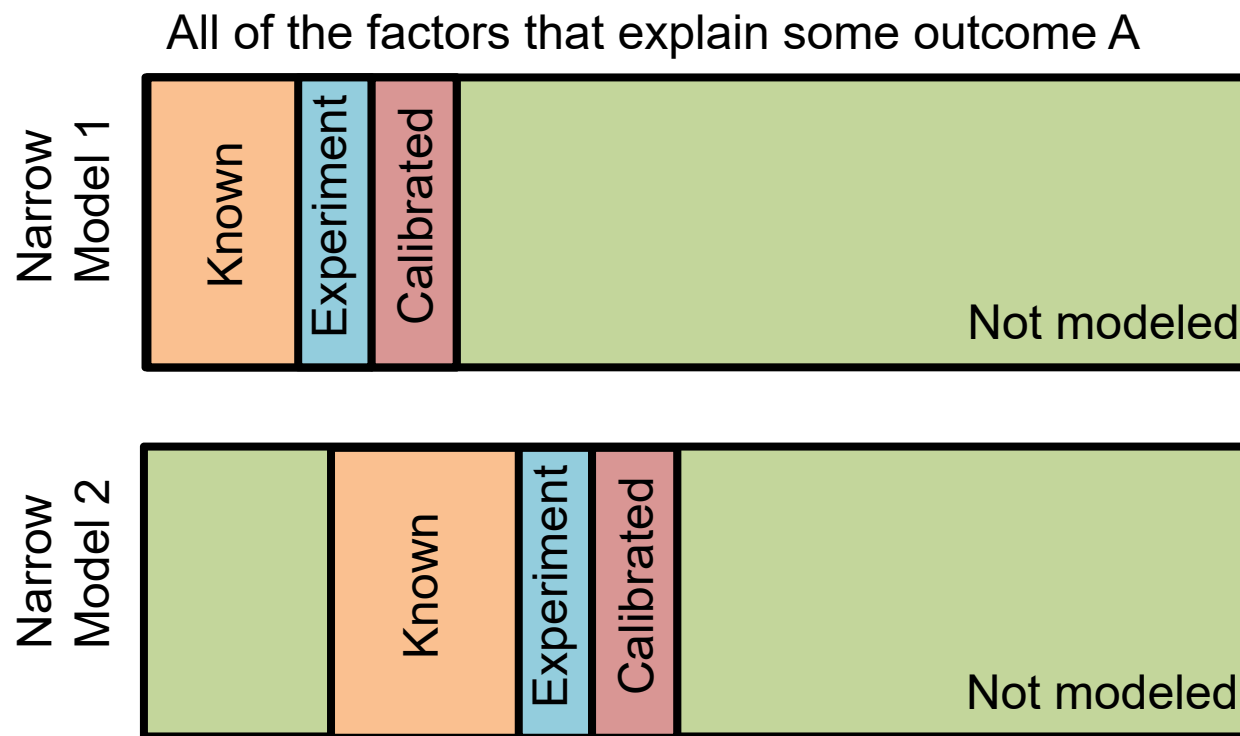 All of the factors that explain some outcome A
Narrow
Model 1
Known
Experiment
Calibrated
Not modeled
Narrow
Model 2
Known
Experiment
Calibrated
Not modeled